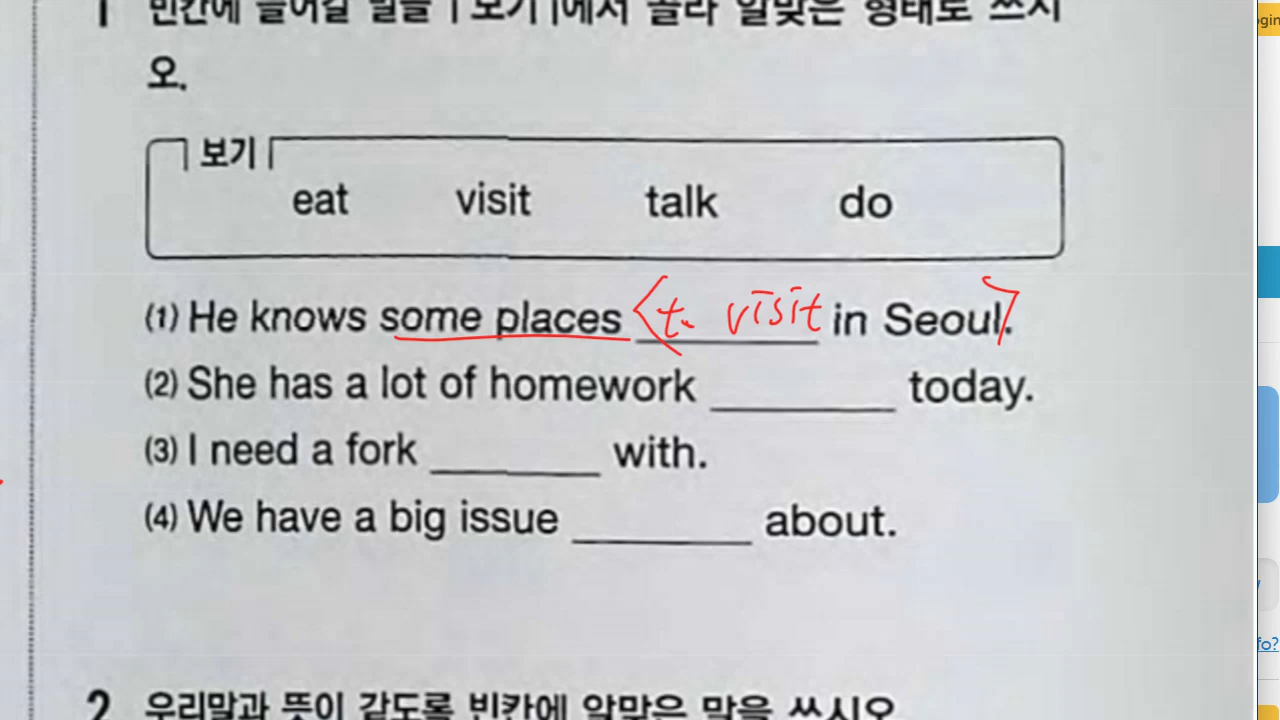 1 빈칸에 들어갈 말을 |보기|에서 골라 알맞은 형태로 쓰시
오.
보기
eat visit talk do
(1) He knows some places to visit in Seoul.
(2) She has a lot of homework ________ today.
(3) I need a fork ________ with.
(4) We have a big issue ________ about.
2 우리말과 뜻이 같도록 빈칸에 알맞은 말을 쓰시오.